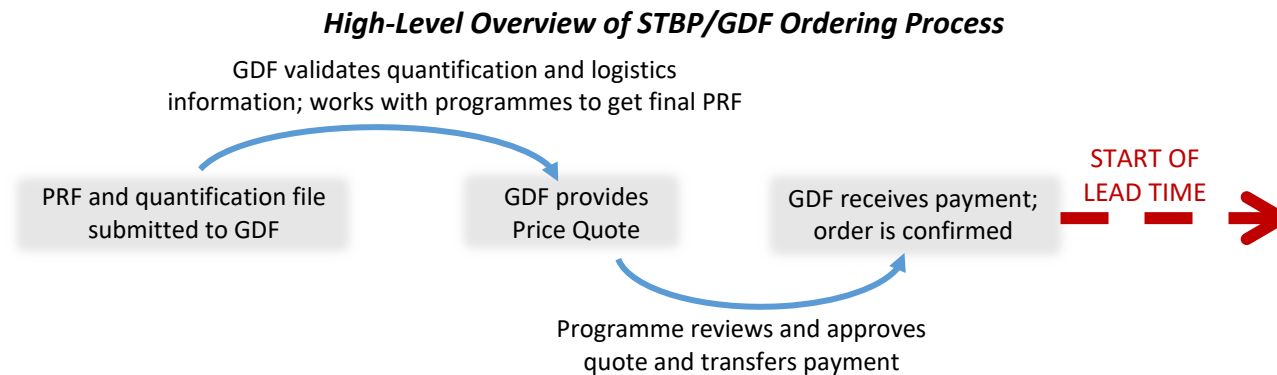 High-Level Overview of STBP/GDF Ordering Process
GDF validates quantification and logistics
information; works with programmes to get final PRF
PRF and quantification file
submitted to GDF
GDF provides
Price Quote
GDF receives payment;
order is confirmed
START OF
LEAD TIME
Programme reviews and approves
quote and transfers payment